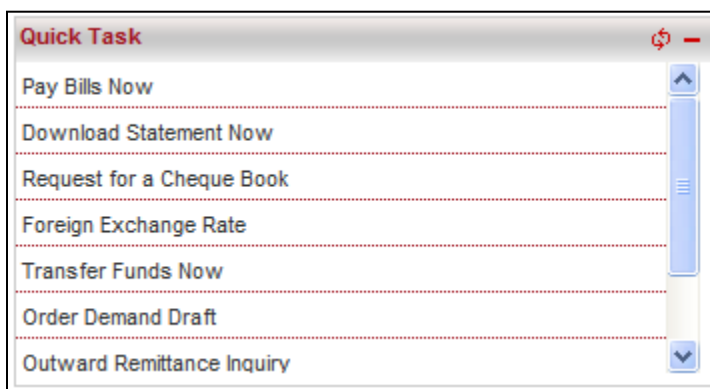 Quick Task
Pay Bills Now
Download Statement Now
Request for a Cheque Book
Foreign Exchange Rate
Transfer Funds Now
Order Demand Draft
Outward Remittance Inquiry